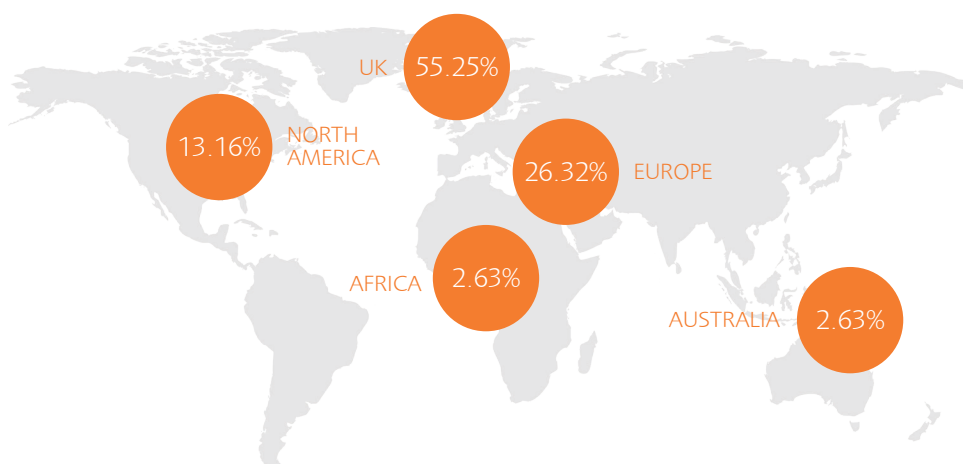 UK
55.25%
13.16%
NORTH
AMERICA
26.32%
EUROPE
AFRICA
2.63%
AUSTRALIA
2.63%